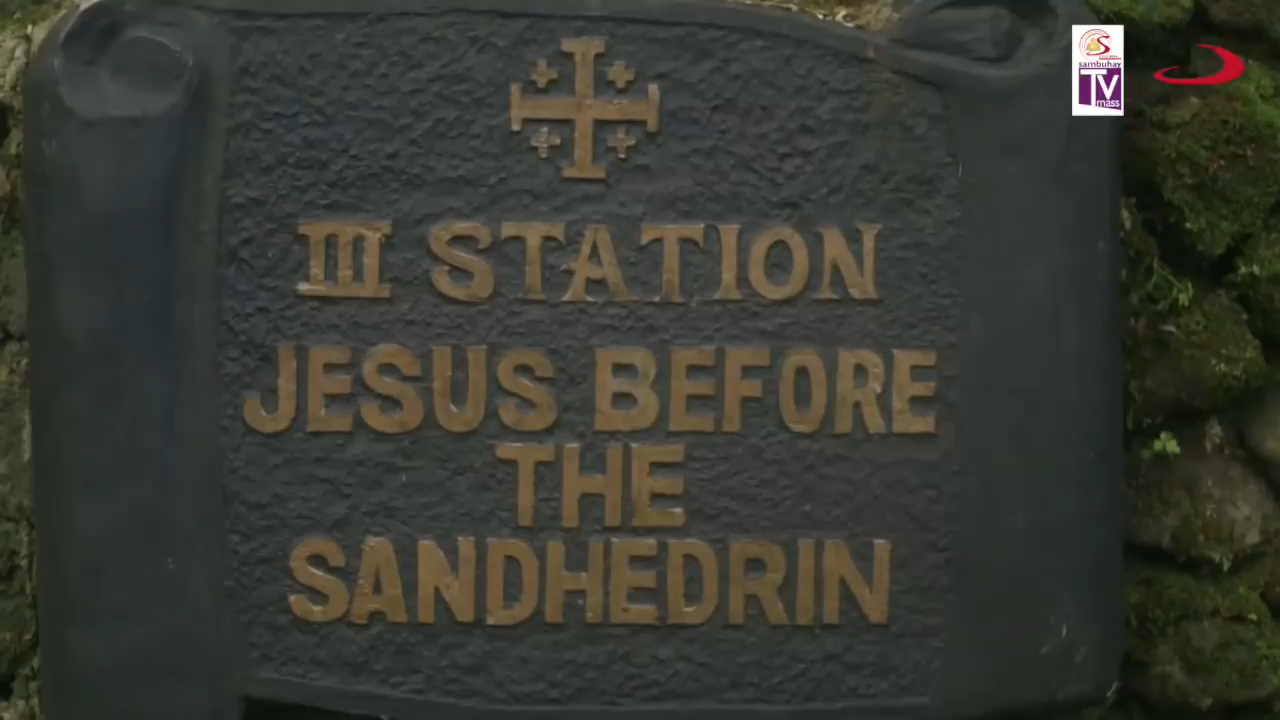 III STATION
JESUS BEFORE
THE
SANDHEDRIN
sambuhay
TV
mass